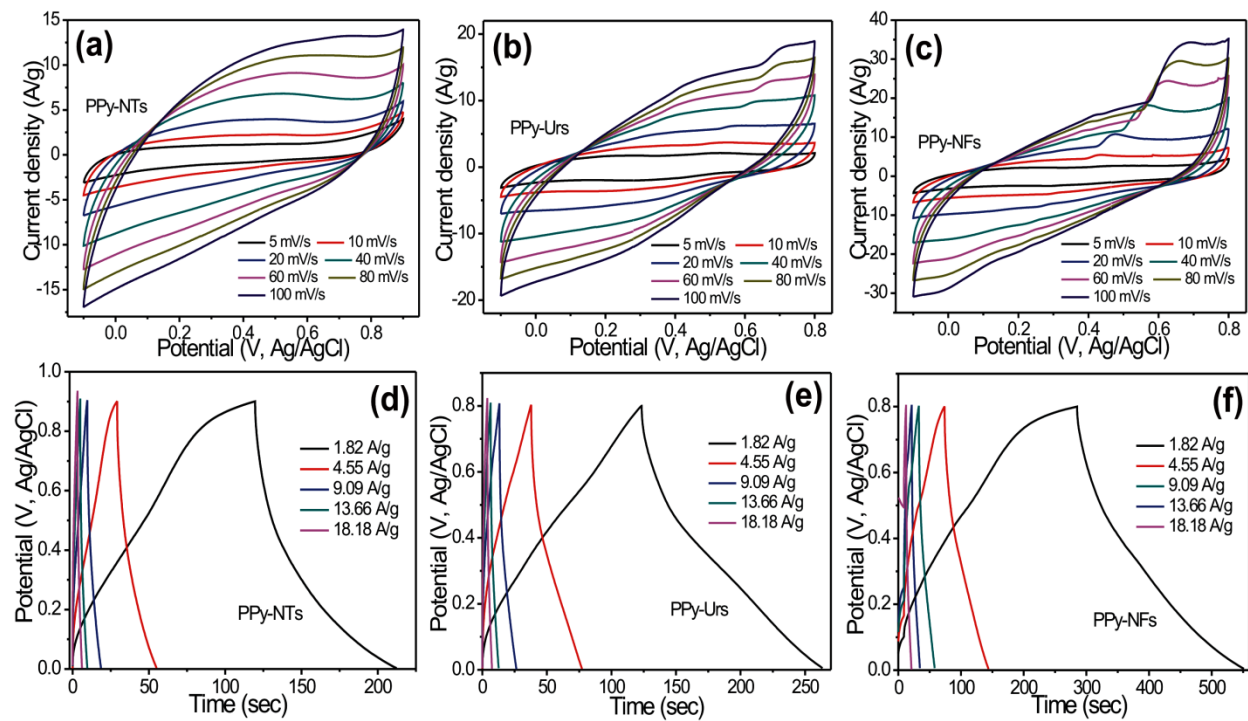 (a)
PPy-NTs
Current density (A/g)
15
10
5
0
-5
-10
-15
5 mV/s 10 mV/s
20 mV/s 40 mV/s
60 mV/s 80 mV/s
100 mV/s
0.0 0.2 0.4 0.6 0.8
Potential (V, Ag/AgCl)
(b)
PPy-Urs
Current density (A/g)
20
10
0
-10
-20
5 mV/s 10 mV/s
20 mV/s 40 mV/s
60 mV/s 80 mV/s
100 mV/s
0.0 0.2 0.4 0.6 0.8
Potential (V, Ag/AgCl)
(c)
PPy-NFs
Current density (A/g)
40
30
20
10
0
-10
-20
-30
5 mV/s 10 mV/s
20 mV/s 40 mV/s
60 mV/s 80 mV/s
100 mV/s
0.0 0.2 0.4 0.6 0.8
Potential (V, Ag/AgCl)
(d)
Potential (V, Ag/AgCl)
1.0
0.8
0.6
0.4
0.2
0.0
1.82 A/g
4.55 A/g
9.09 A/g
13.66 A/g
18.18 A/g
PPy-NTs
0 50 100 150 200
Time (sec)
(e)
Potential (V, Ag/AgCl)
0.8
0.6
0.4
0.2
0.0
1.82 A/g
4.55 A/g
9.09 A/g
13.66 A/g
18.18 A/g
PPy-Urs
0 50 100 150 200 250
Time (sec)
(f)
Potential (V, Ag/AgCl)
0.8
0.6
0.4
0.2
0.0
1.82 A/g
4.55 A/g
9.09 A/g
13.66 A/g
18.18 A/g
PPy-NFs
0 100 200 300 400 500
Time (sec)